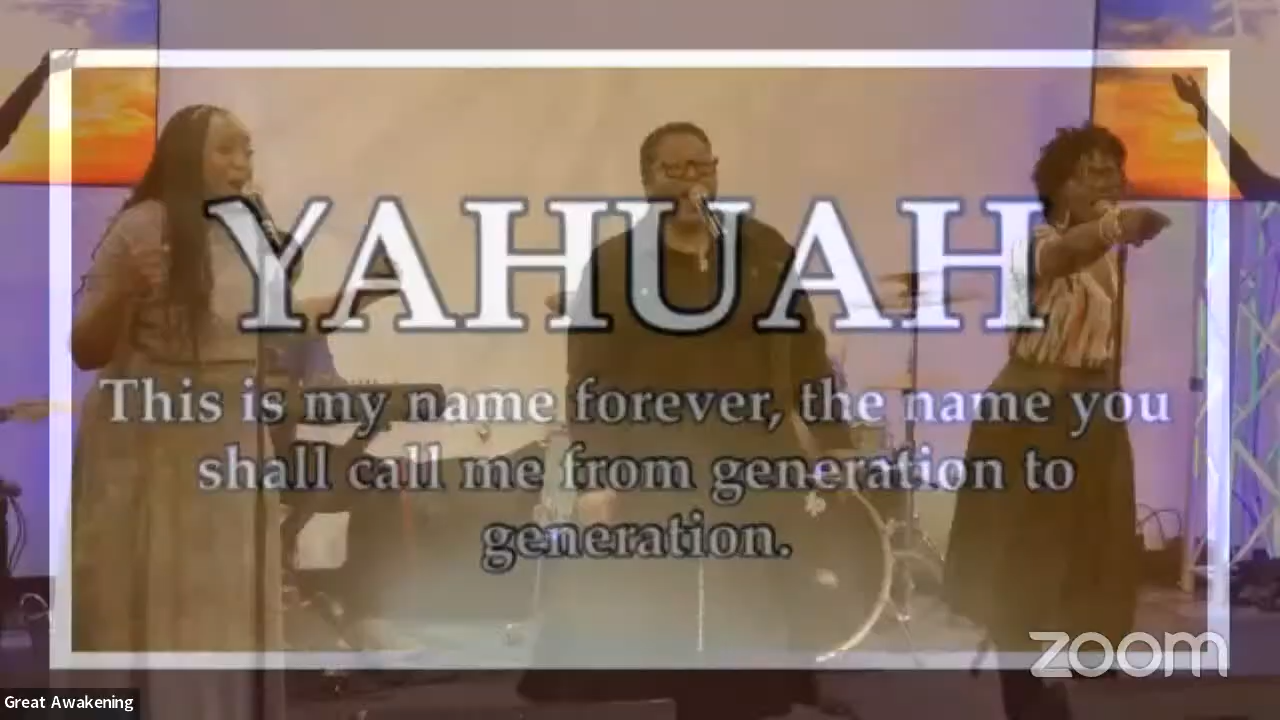 YAHUAH
This is my name forever, the name you
shall call me from generation to
generation.
zoom
Great Awakening